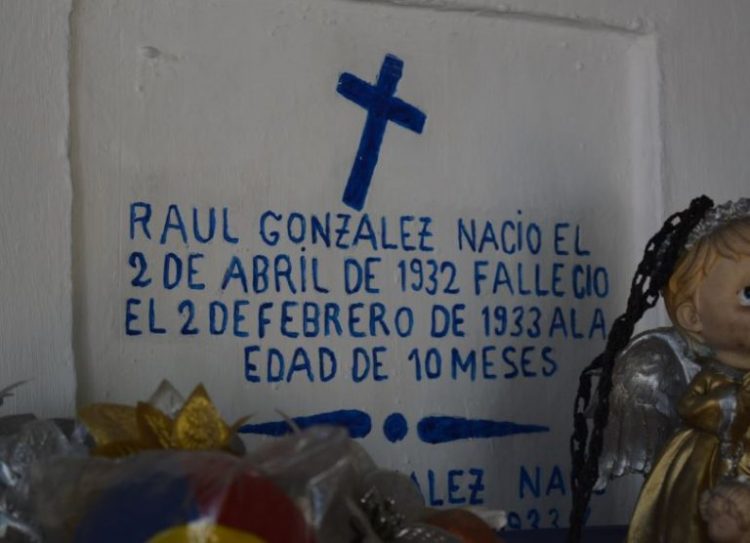 RAUL GONZALEZ NACIO EL
2 DE ABRIL DE 1932 FALLECIO
EL 2 DE FEBRERO DE 1933 A LA
EDAD DE 10 MESES